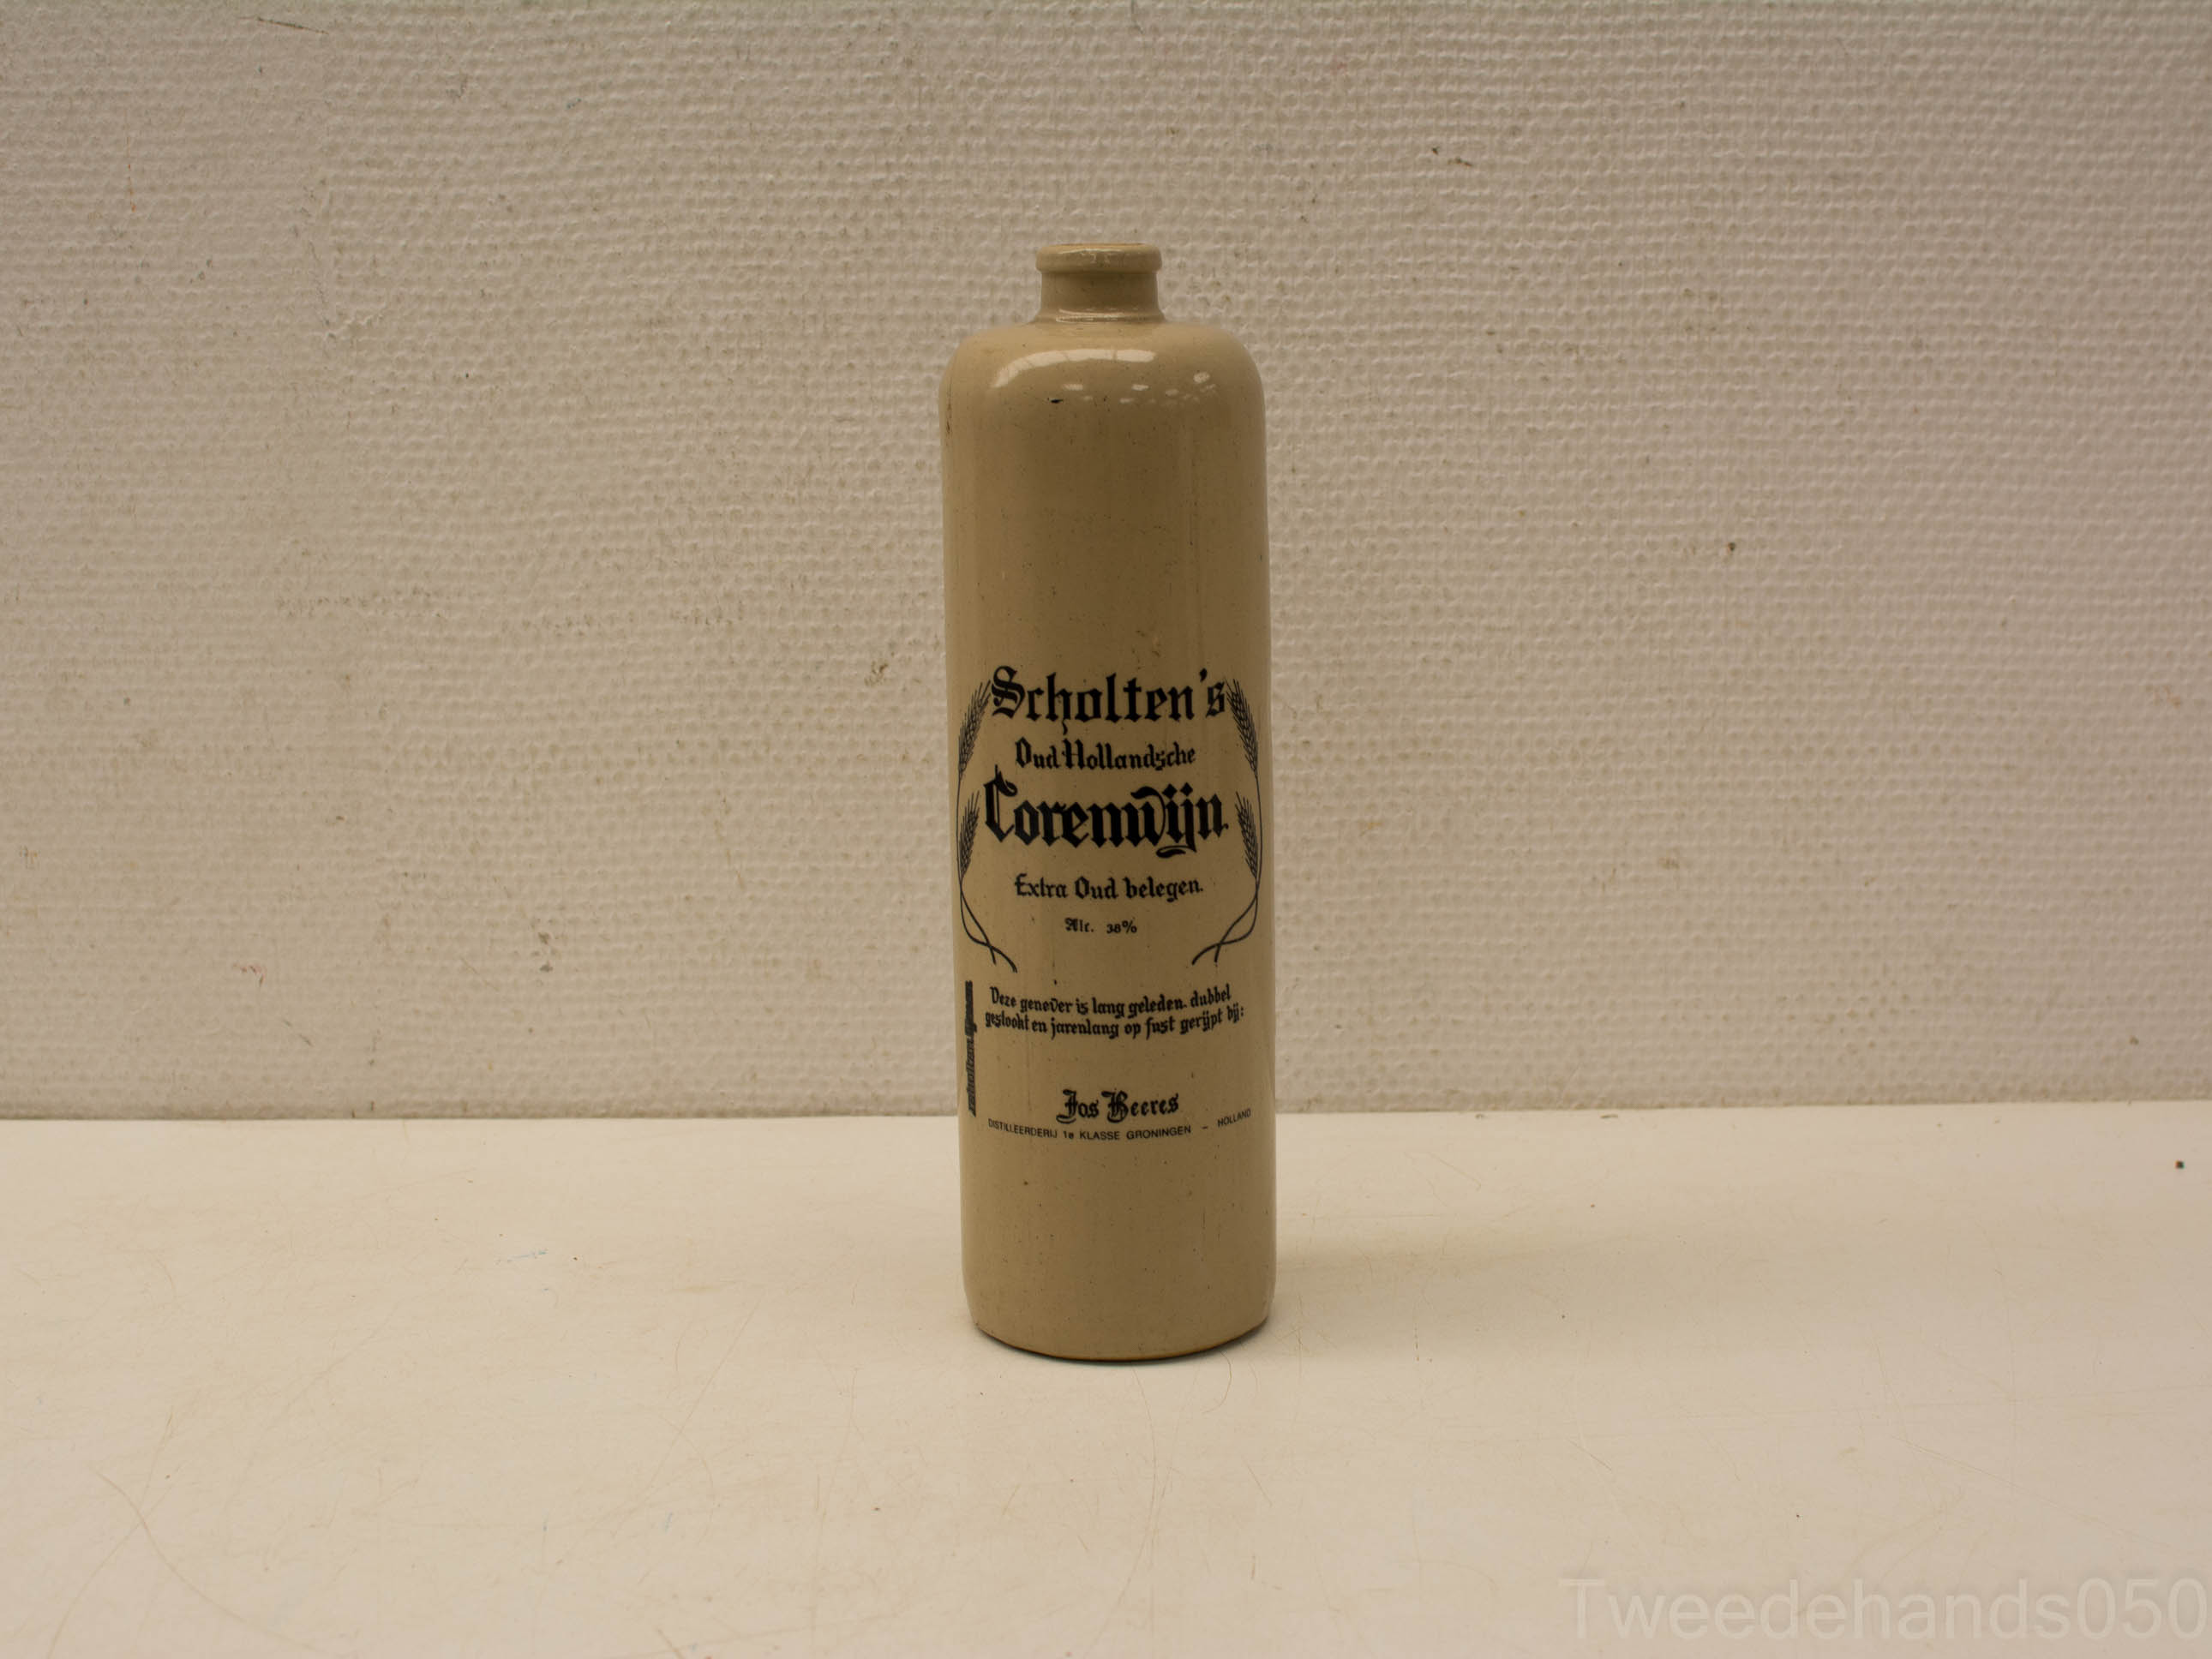 Scholten's
Oud Hollandsche
Corenwijn.
Extra Oud belegen.
Alc. 38%
Deze genever is lang geleden. dubbel
gestookt en jarenlang op fust gerijpt bij:
Jos Beeres
DISTILLEERDERIJ 1e KLASSE GRONINGEN - HOLLAND
Tweedehands050